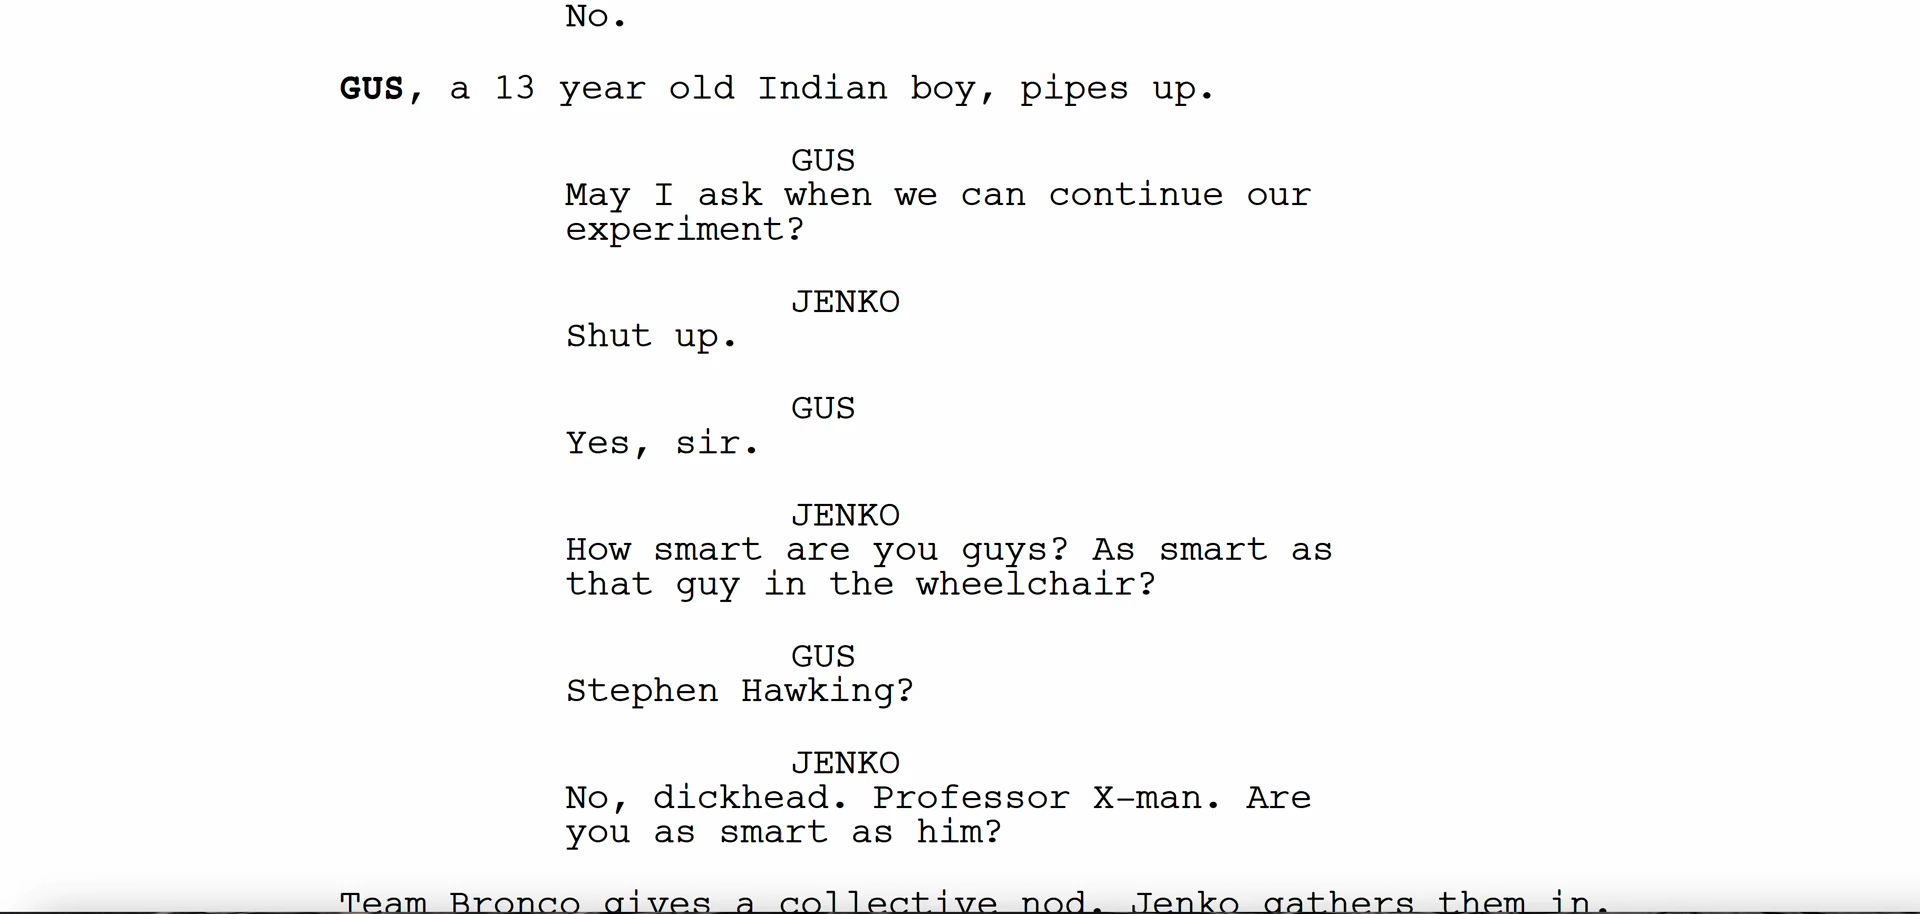 No.
GUS, a 13 year old Indian boy, pipes up.
GUS
May I ask when we can continue our
experiment?
JENKO
Shut up.
GUS
Yes, sir.
JENKO
How smart are you guys? As smart as
that guy in the wheelchair?
GUS
Stephen Hawking?
JENKO
No, dickhead. Professor X-man. Are
you as smart as him?
Team Bronco gives a collective nod. Jenko gathers them in.